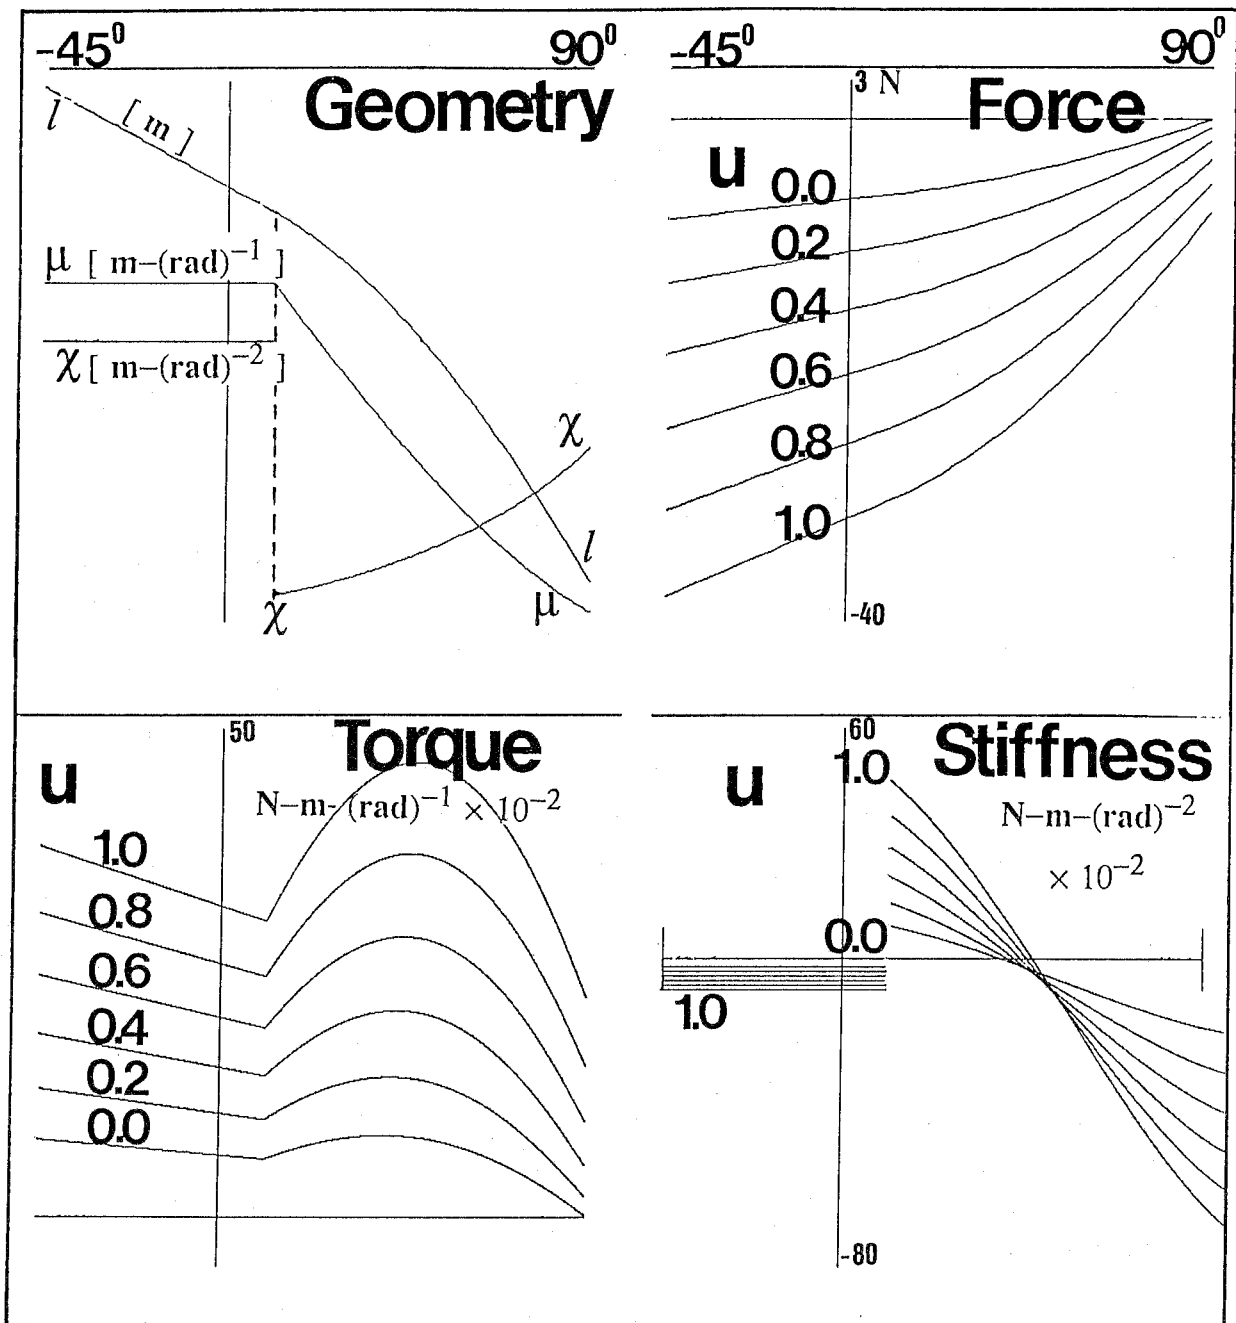 -45⁰ 90⁰
Geometry
l [ m ]
μ [ m–(rad)⁻¹ ]
χ [ m–(rad)⁻² ]
χ
l
μ
χ
-45⁰ 90⁰
3 N
Force
u
0.0
0.2
0.4
0.6
0.8
1.0
-40
50
Torque
u
N–m-(rad)⁻¹ × 10⁻²
1.0
0.8
0.6
0.4
0.2
0.0
60
Stiffness
u
1.0
N–m–(rad)⁻²
× 10⁻²
0.0
1.0
-80